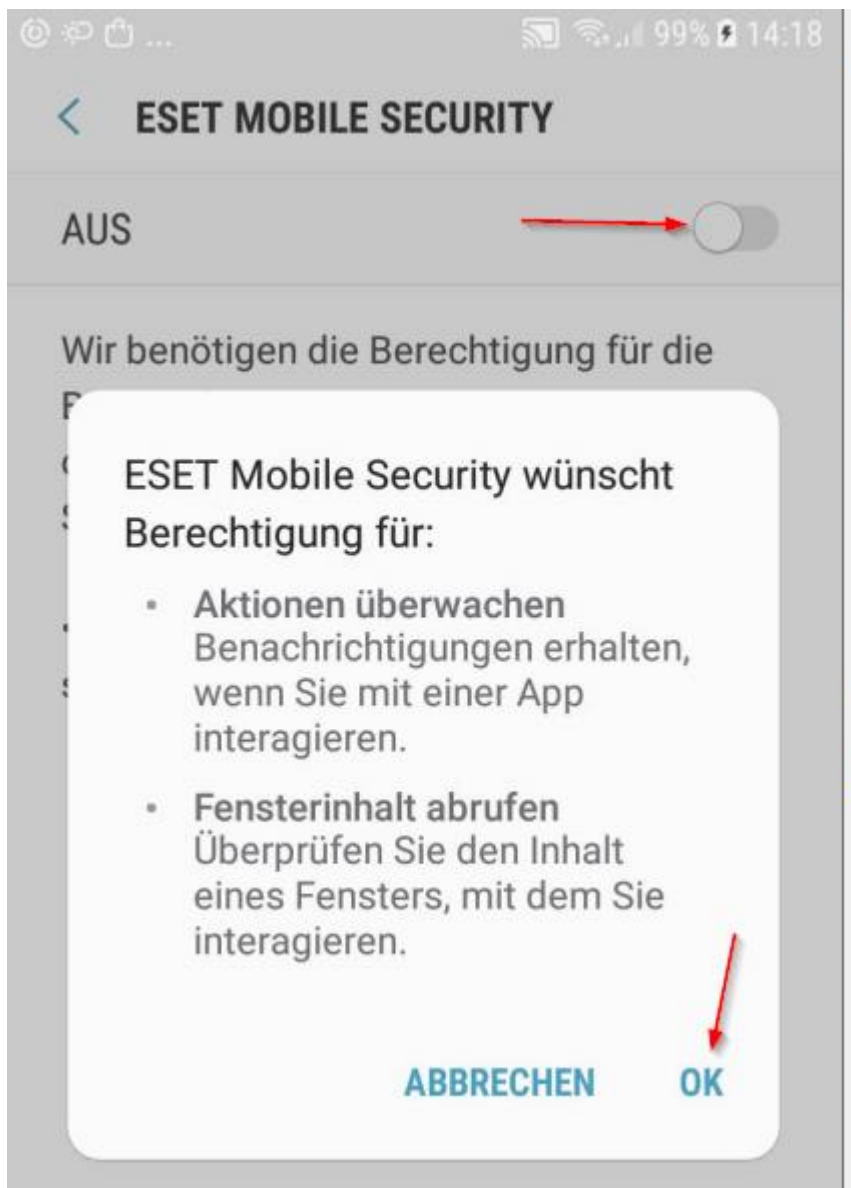 ... 99% 14:18
ESET MOBILE SECURITY
AUS
Wir benötigen die Berechtigung für die
ESET Mobile Security wünscht
Berechtigung für:
• Aktionen überwachen
Benachrichtigungen erhalten,
wenn Sie mit einer App
interagieren.
• Fensterinhalt abrufen
Überprüfen Sie den Inhalt
eines Fensters, mit dem Sie
interagieren.
ABBRECHEN OK